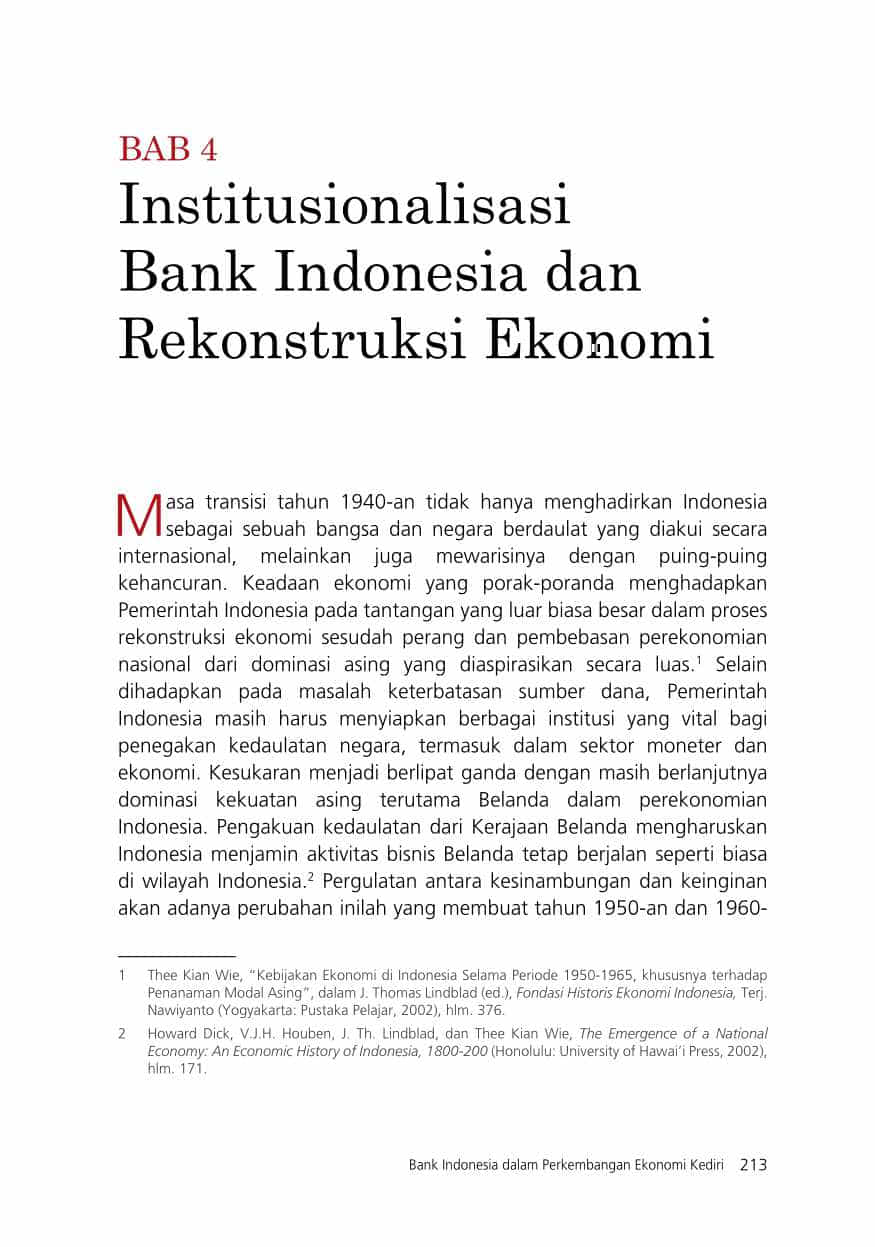 BAB 4
Institusionalisasi
Bank Indonesia dan
Rekonstruksi Ekonomi
Masa transisi tahun 1940-an tidak hanya menghadirkan Indonesia
sebagai sebuah bangsa dan negara berdaulat yang diakui secara
internasional, melainkan juga mewarisinya dengan puing-puing
kehancuran. Keadaan ekonomi yang porak-poranda menghadapkan
Pemerintah Indonesia pada tantangan yang luar biasa besar dalam proses
rekonstruksi ekonomi sesudah perang dan pembebasan perekonomian
nasional dari dominasi asing yang diaspirasikan secara luas.1 Selain
dihadapkan pada masalah keterbatasan sumber dana, Pemerintah
Indonesia masih harus menyiapkan berbagai institusi yang vital bagi
penegakan kedaulatan negara, termasuk dalam sektor moneter dan
ekonomi. Kesukaran menjadi berlipat ganda dengan masih berlanjutnya
dominasi kekuatan asing terutama Belanda dalam perekonomian
Indonesia. Pengakuan kedaulatan dari Kerajaan Belanda mengharuskan
Indonesia menjamin aktivitas bisnis Belanda tetap berjalan seperti biasa
di wilayah Indonesia.2 Pergulatan antara kesinambungan dan keinginan
akan adanya perubahan inilah yang membuat tahun 1950-an dan 1960-
1 Thee Kian Wie, “Kebijakan Ekonomi di Indonesia Selama Periode 1950-1965, khususnya terhadap
Penanaman Modal Asing”, dalam J. Thomas Lindblad (ed.), Fondasi Historis Ekonomi Indonesia, Terj.
Nawiyanto (Yogyakarta: Pustaka Pelajar, 2002), hlm. 376.
2 Howard Dick, V.J.H. Houben, J. Th. Lindblad, dan Thee Kian Wie, The Emergence of a National
Economy: An Economic History of Indonesia, 1800-200 (Honolulu: University of Hawai’i Press, 2002),
hlm. 171.
Bank Indonesia dalam Perkembangan Ekonomi Kediri 213